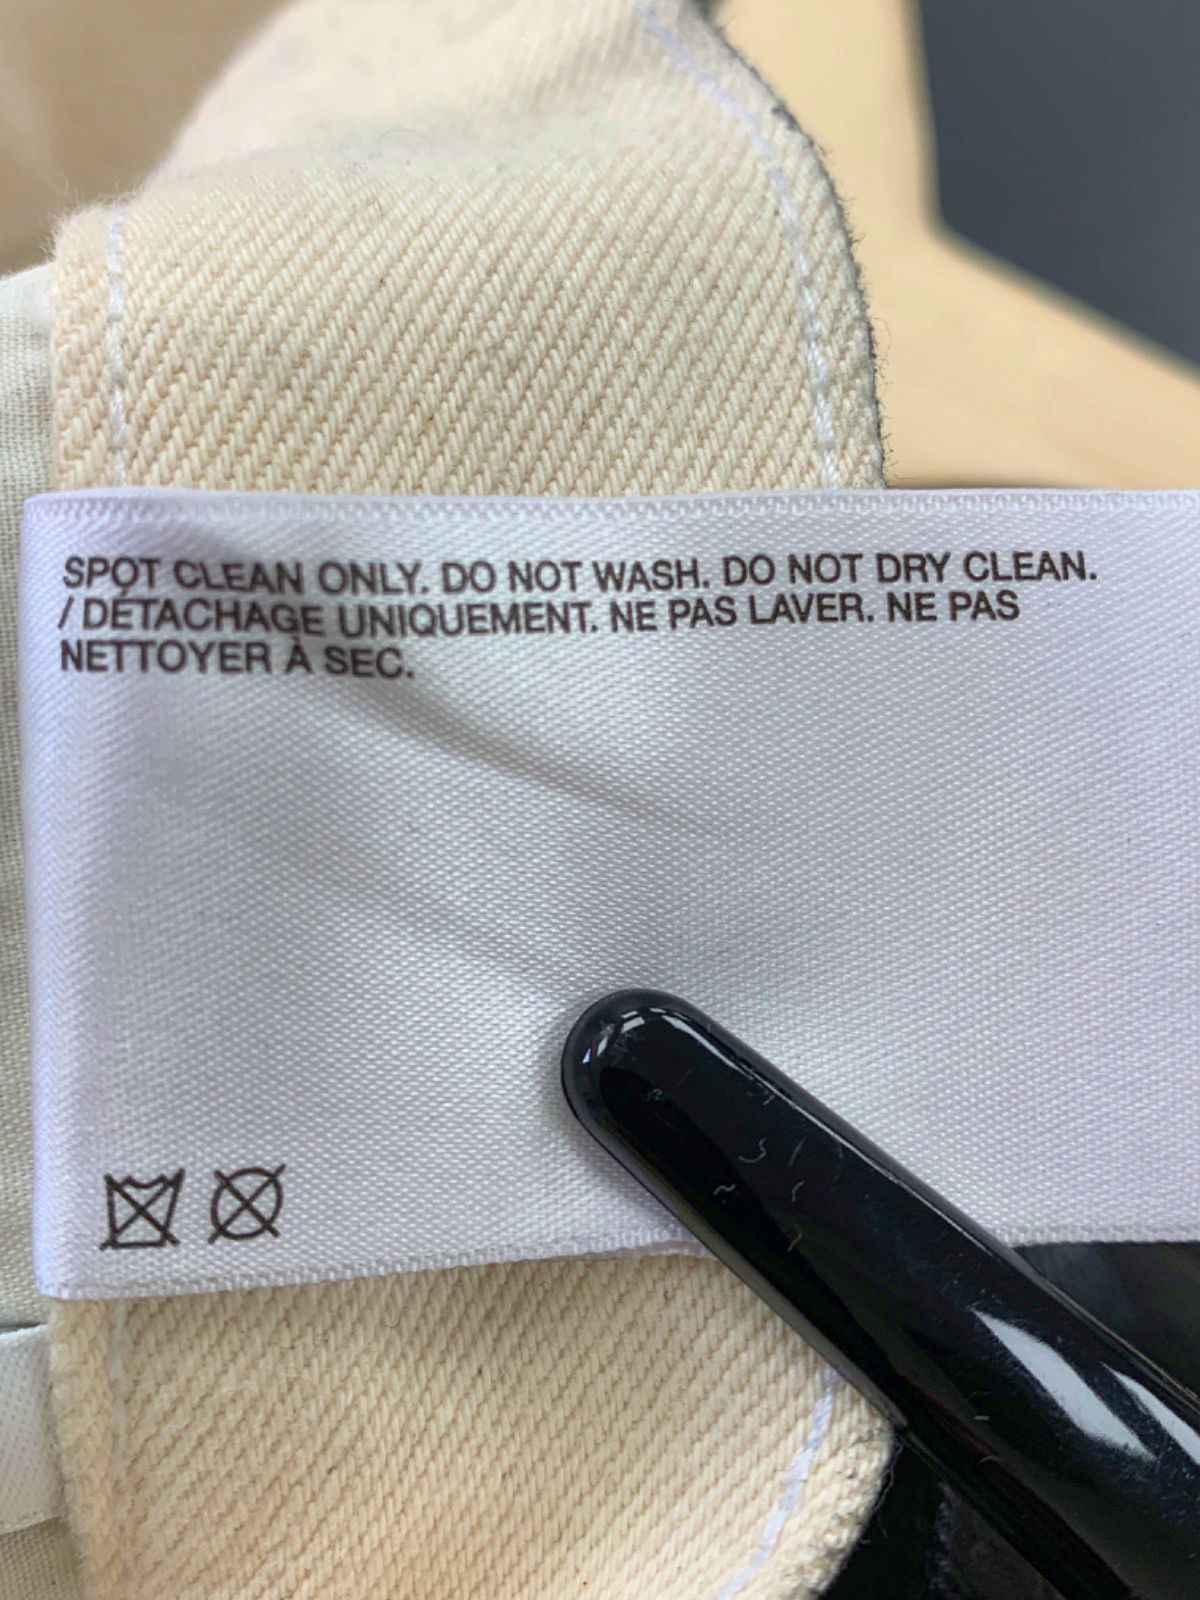 SPOT CLEAN ONLY. DO NOT WASH. DO NOT DRY CLEAN.
/ DÉTACHAGE UNIQUEMENT. NE PAS LAVER. NE PAS
NETTOYER À SEC.